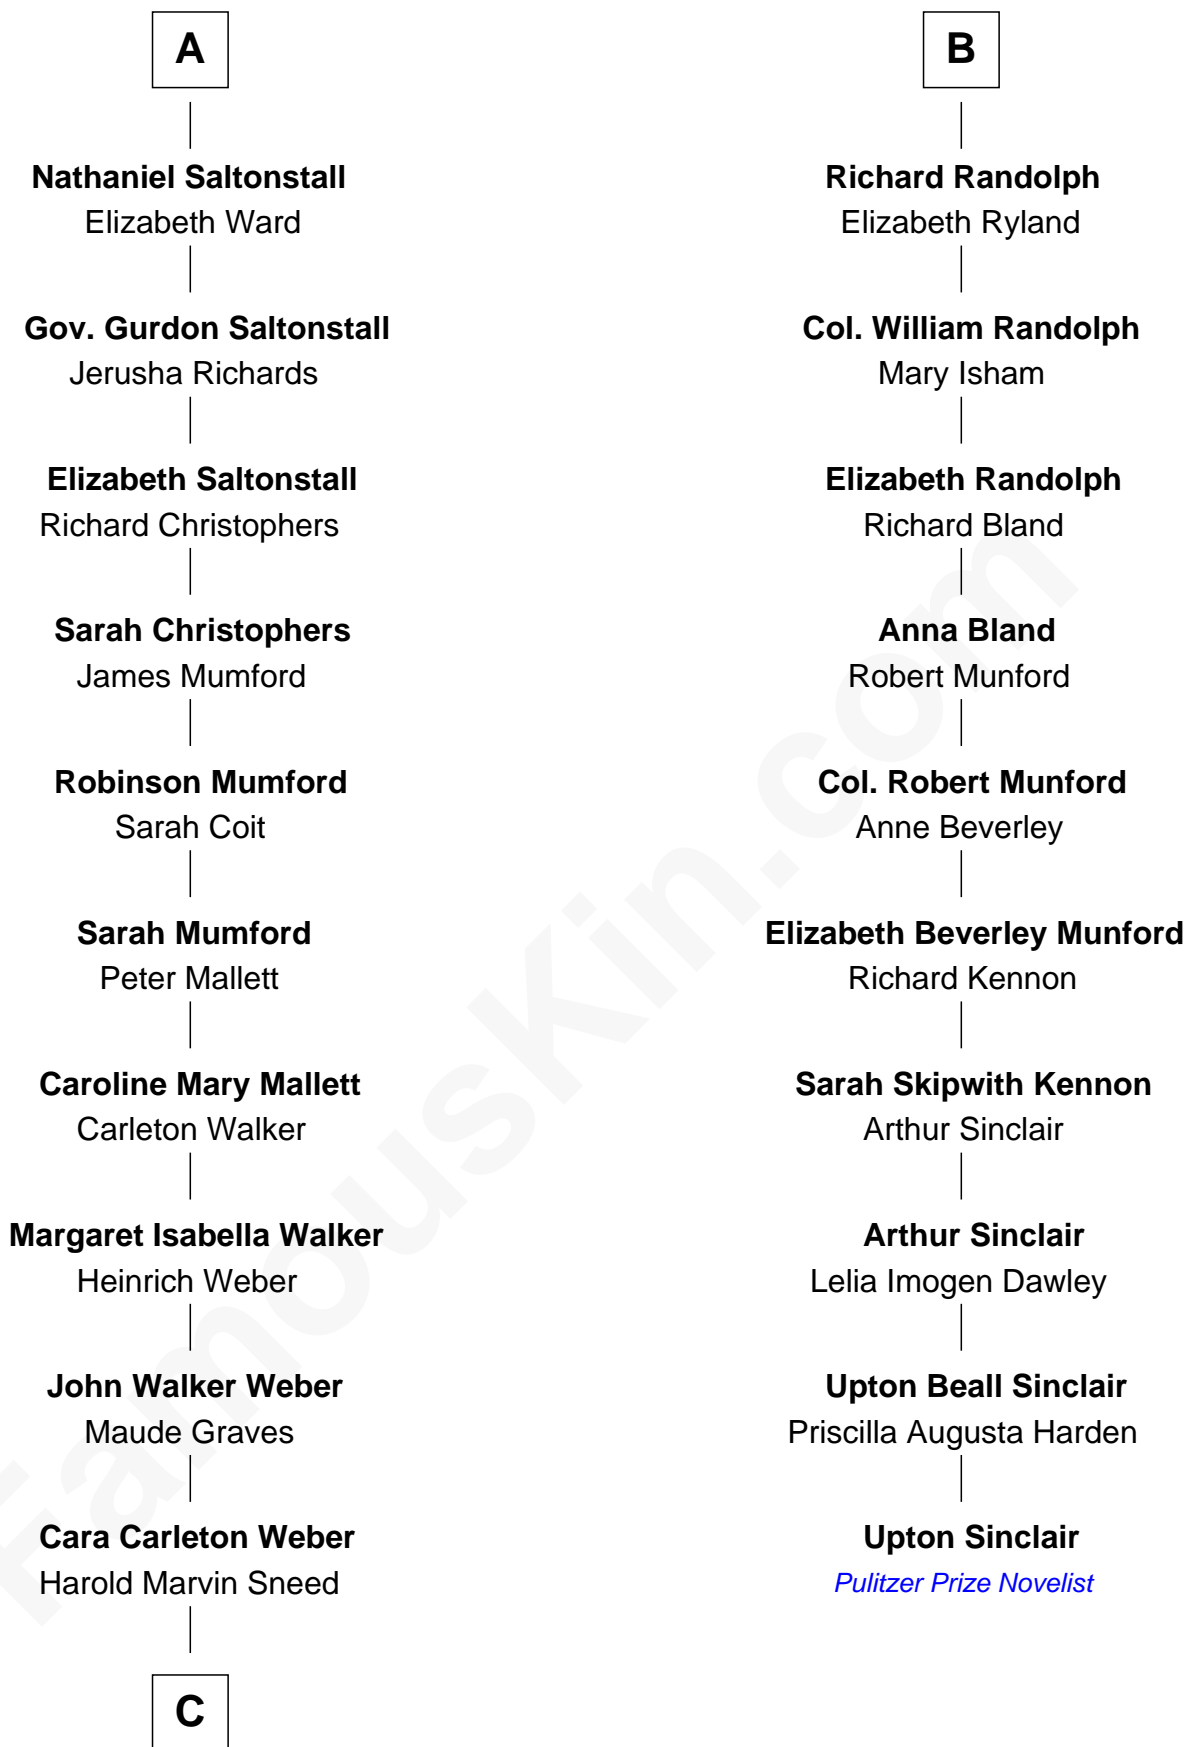 A
Nathaniel Saltonstall
Elizabeth Ward
Gov. Gurdon Saltonstall
Jerusha Richards
Elizabeth Saltonstall
Richard Christophers
Sarah Christophers
James Mumford
Robinson Mumford
Sarah Coit
Sarah Mumford
Peter Mallett
Caroline Mary Mallett
Carleton Walker
Margaret Isabella Walker
Heinrich Weber
John Walker Weber
Maude Graves
Cara Carleton Weber
Harold Marvin Sneed
C
B
Richard Randolph
Elizabeth Ryland
Col. William Randolph
Mary Isham
Elizabeth Randolph
Richard Bland
Anna Bland
Robert Munford
Col. Robert Munford
Anne Beverley
Elizabeth Beverley Munford
Richard Kennon
Sarah Skipwith Kennon
Arthur Sinclair
Arthur Sinclair
Lelia Imogen Dawley
Upton Beall Sinclair
Priscilla Augusta Harden
Upton Sinclair
Pulitzer Prize Novelist
FamousKin.com